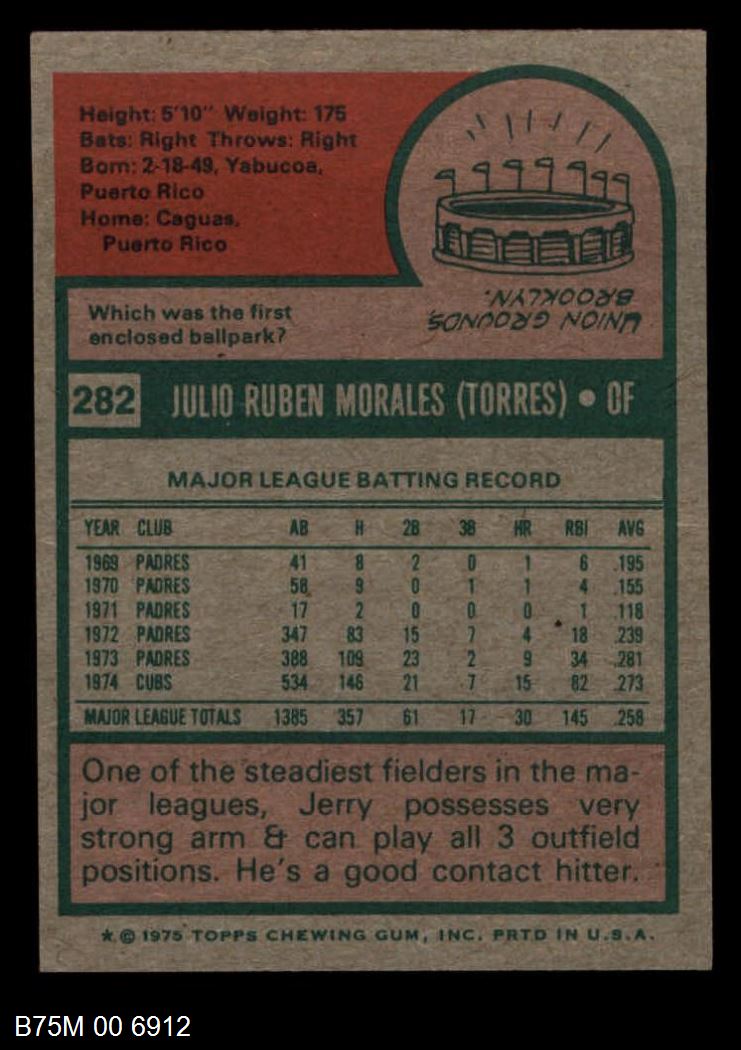 Height: 5'10" Weight: 175
Bats: Right Throws: Right
Born: 2-18-49, Yabucoa,
Puerto Rico
Home: Caguas,
Puerto Rico
Which was the first
enclosed ballpark?
UNION GROUNDS,
BROOKLYN.
282 JULIO RUBEN MORALES (TORRES) • OF
MAJOR LEAGUE BATTING RECORD
YEAR CLUB AB H 2B 3B HR RBI AVG
1969 PADRES 41 8 2 0 1 6 .195
1970 PADRES 58 9 0 1 1 4 .155
1971 PADRES 17 2 0 0 0 1 .118
1972 PADRES 347 83 15 7 4 18 .239
1973 PADRES 388 109 23 2 9 34 .281
1974 CUBS 534 146 21 7 15 82 .273
MAJOR LEAGUE TOTALS 1385 357 61 17 30 145 .258
One of the steadiest fielders in the ma-
jor leagues, Jerry possesses very
strong arm & can play all 3 outfield
positions. He's a good contact hitter.
★ © 1975 TOPPS CHEWING GUM, INC. PRTD IN U.S.A.
B75M 00 6912